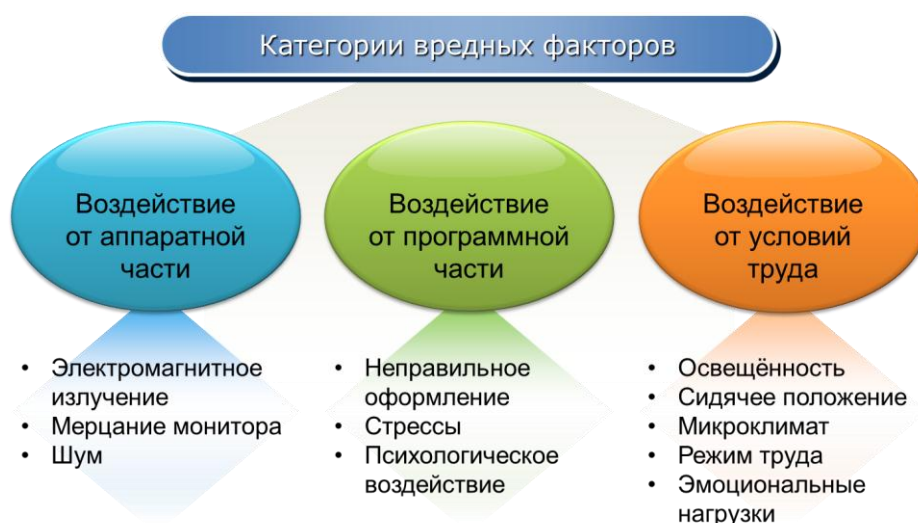 Категории вредных факторов
Воздействие
от аппаратной
части
Воздействие
от программной
части
Воздействие
от условий
труда
• Электромагнитное
излучение
• Мерцание монитора
• Шум
• Неправильное
оформление
• Стрессы
• Психологическое
воздействие
• Освещённость
• Сидячее положение
• Микроклимат
• Режим труда
• Эмоциональные
нагрузки